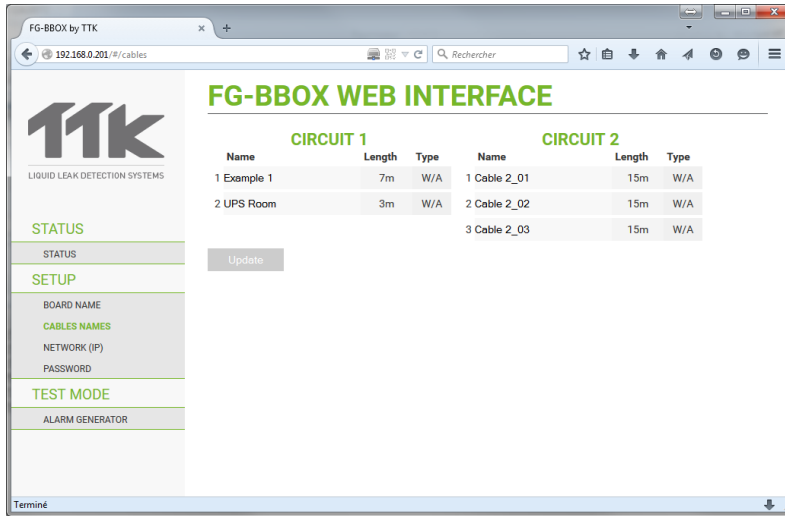 FG-BBOX by TTK
192.168.0.201/#/cables
Rechercher
TTK
LIQUID LEAK DETECTION SYSTEMS
STATUS
STATUS
SETUP
BOARD NAME
CABLES NAMES
NETWORK (IP)
PASSWORD
TEST MODE
ALARM GENERATOR
FG-BBOX WEB INTERFACE
CIRCUIT 1
Name Length Type
1 Example 1 7m W/A
2 UPS Room 3m W/A
Update
CIRCUIT 2
Name Length Type
1 Cable 2_01 15m W/A
2 Cable 2_02 15m W/A
3 Cable 2_03 15m W/A
Terminé